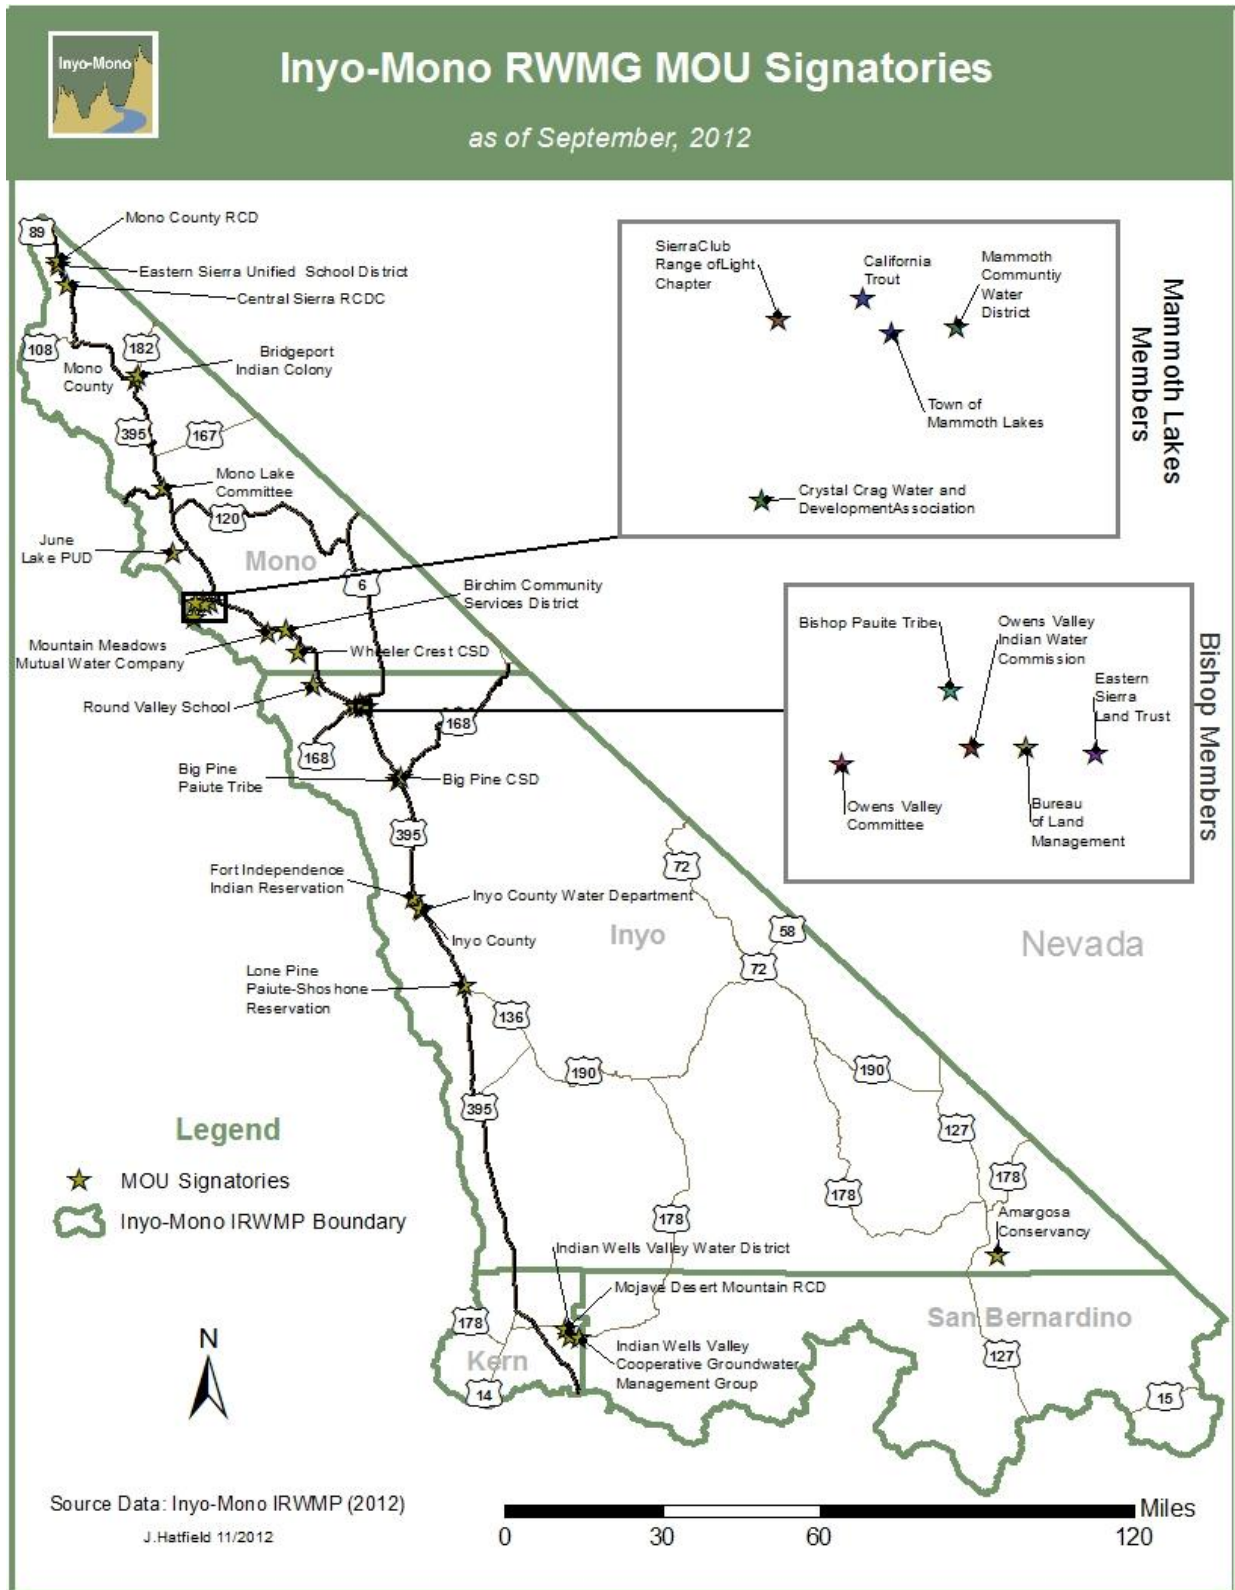 Inyo-Mono
Inyo-Mono RWMG MOU Signatories
as of September, 2012
89
Mono County RCD
Eastern Sierra Unified School District
Central Sierra RCDC
108
Mono
County
182
Bridgeport
Indian Colony
395
167
Mono Lake
Committee
120
June
Lake PUD
Mono
6
Birchim Community
Services District
Mountain Meadows
Mutual Water Company
Wheeler Crest CSD
Round Valley School
168
168
Big Pine
Paiute Tribe
Big Pine CSD
395
Fort Independence
Indian Reservation
Inyo County Water Department
Inyo County
Lone Pine
Paiute-Shoshone
Reservation
Inyo
72
58
72
Nevada
136
190
190
395
127
178
178
178
Amargosa
Conservancy
Indian Wells Valley Water District
Mojave Desert Mountain RCD
Indian Wells Valley
Cooperative Groundwater
Management Group
178
Kern
14
San Bernardino
127
15
SierraClub
Range ofLight
Chapter
California
Trout
Mammoth
Communtiy
Water
District
Town of
Mammoth Lakes
Crystal Crag Water and
DevelopmentAssociation
Mammoth Lakes
Members
Bishop Pauite Tribe
Owens Valley
Indian Water
Commission
Eastern
Sierra
Land Trust
Owens Valley
Committee
Bureau
of Land
Management
Bishop Members
Legend
MOU Signatories
Inyo-Mono IRWMP Boundary
N
Source Data: Inyo-Mono IRWMP (2012)
J.Hatfield 11/2012
Miles
0 30 60 120